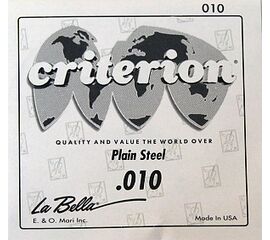 010
criterion®
QUALITY AND VALUE THE WORLD OVER
Plain Steel
.010
La Bella®
E. & O. Mari Inc.
Made In USA